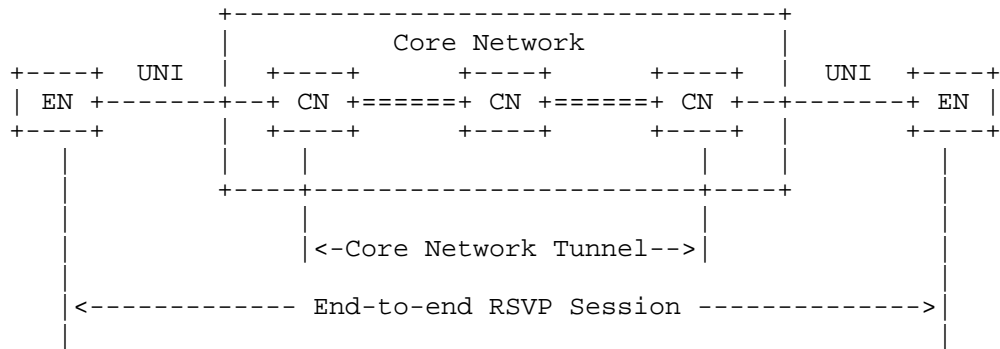 Core Network
UNI UNI
EN CN CN CN EN
<-Core Network Tunnel-->
<------------- End-to-end RSVP Session ------------->